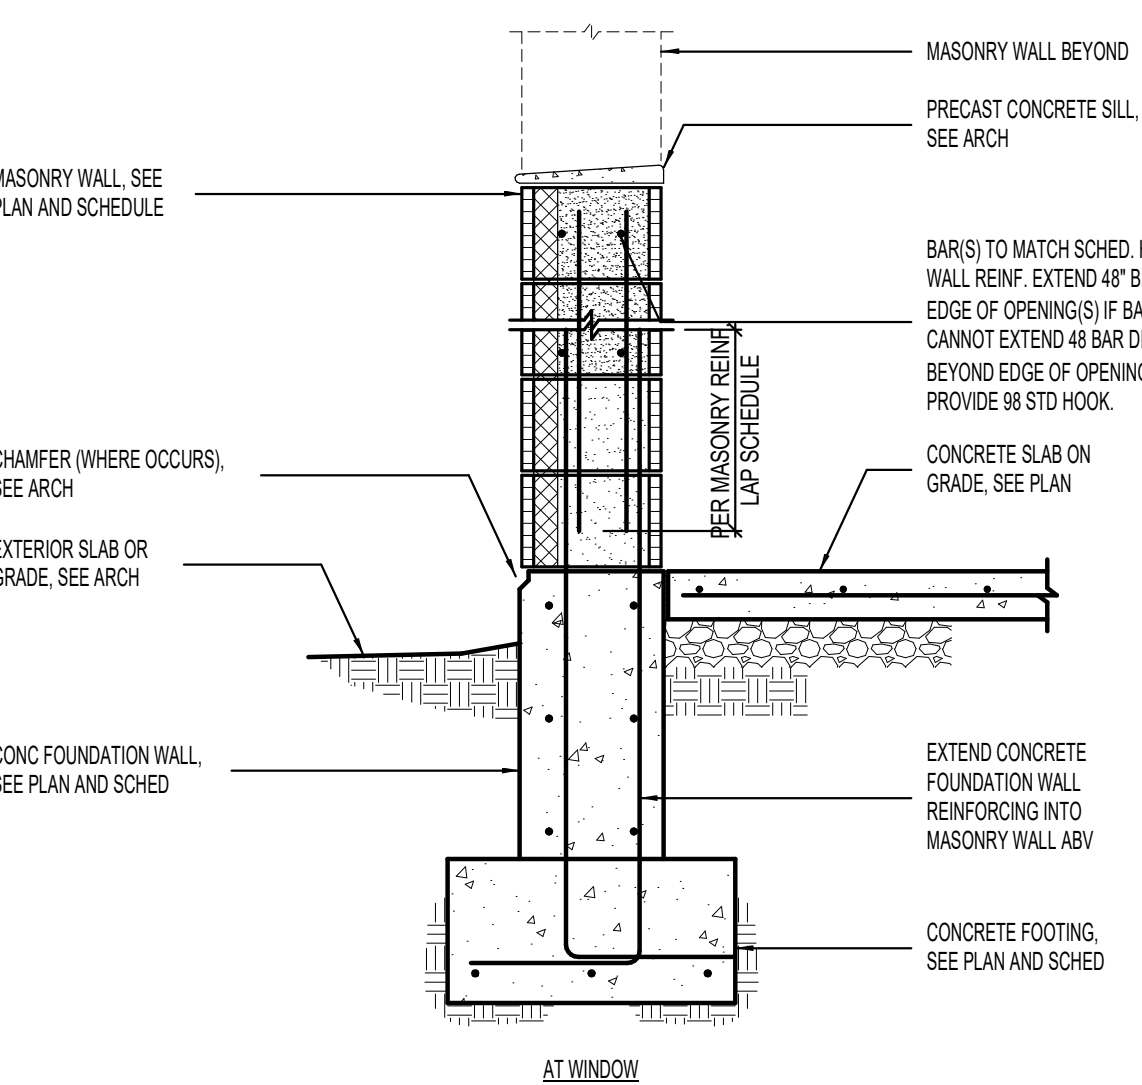 MASONRY WALL BEYOND
PRECAST CONCRETE SILL,
SEE ARCH
MASONRY WALL, SEE
PLAN AND SCHEDULE
BAR(S) TO MATCH SCHED.
WALL REINF. EXTEND 48"
EDGE OF OPENING(S) IF
CANNOT EXTEND 48 BAR
BEYOND EDGE OF
PROVIDE 98 STD HOOK.
PER MASONRY REINF
LAP SCHEDULE
CHAMFER (WHERE OCCURS),
SEE ARCH
CONCRETE SLAB ON
GRADE, SEE PLAN
EXTERIOR SLAB OR
GRADE, SEE ARCH
CONC FOUNDATION WALL,
SEE PLAN AND SCHED
EXTEND CONCRETE
FOUNDATION WALL
REINFORCING INTO
MASONRY WALL ABV
CONCRETE FOOTING,
SEE PLAN AND SCHED
AT WINDOW